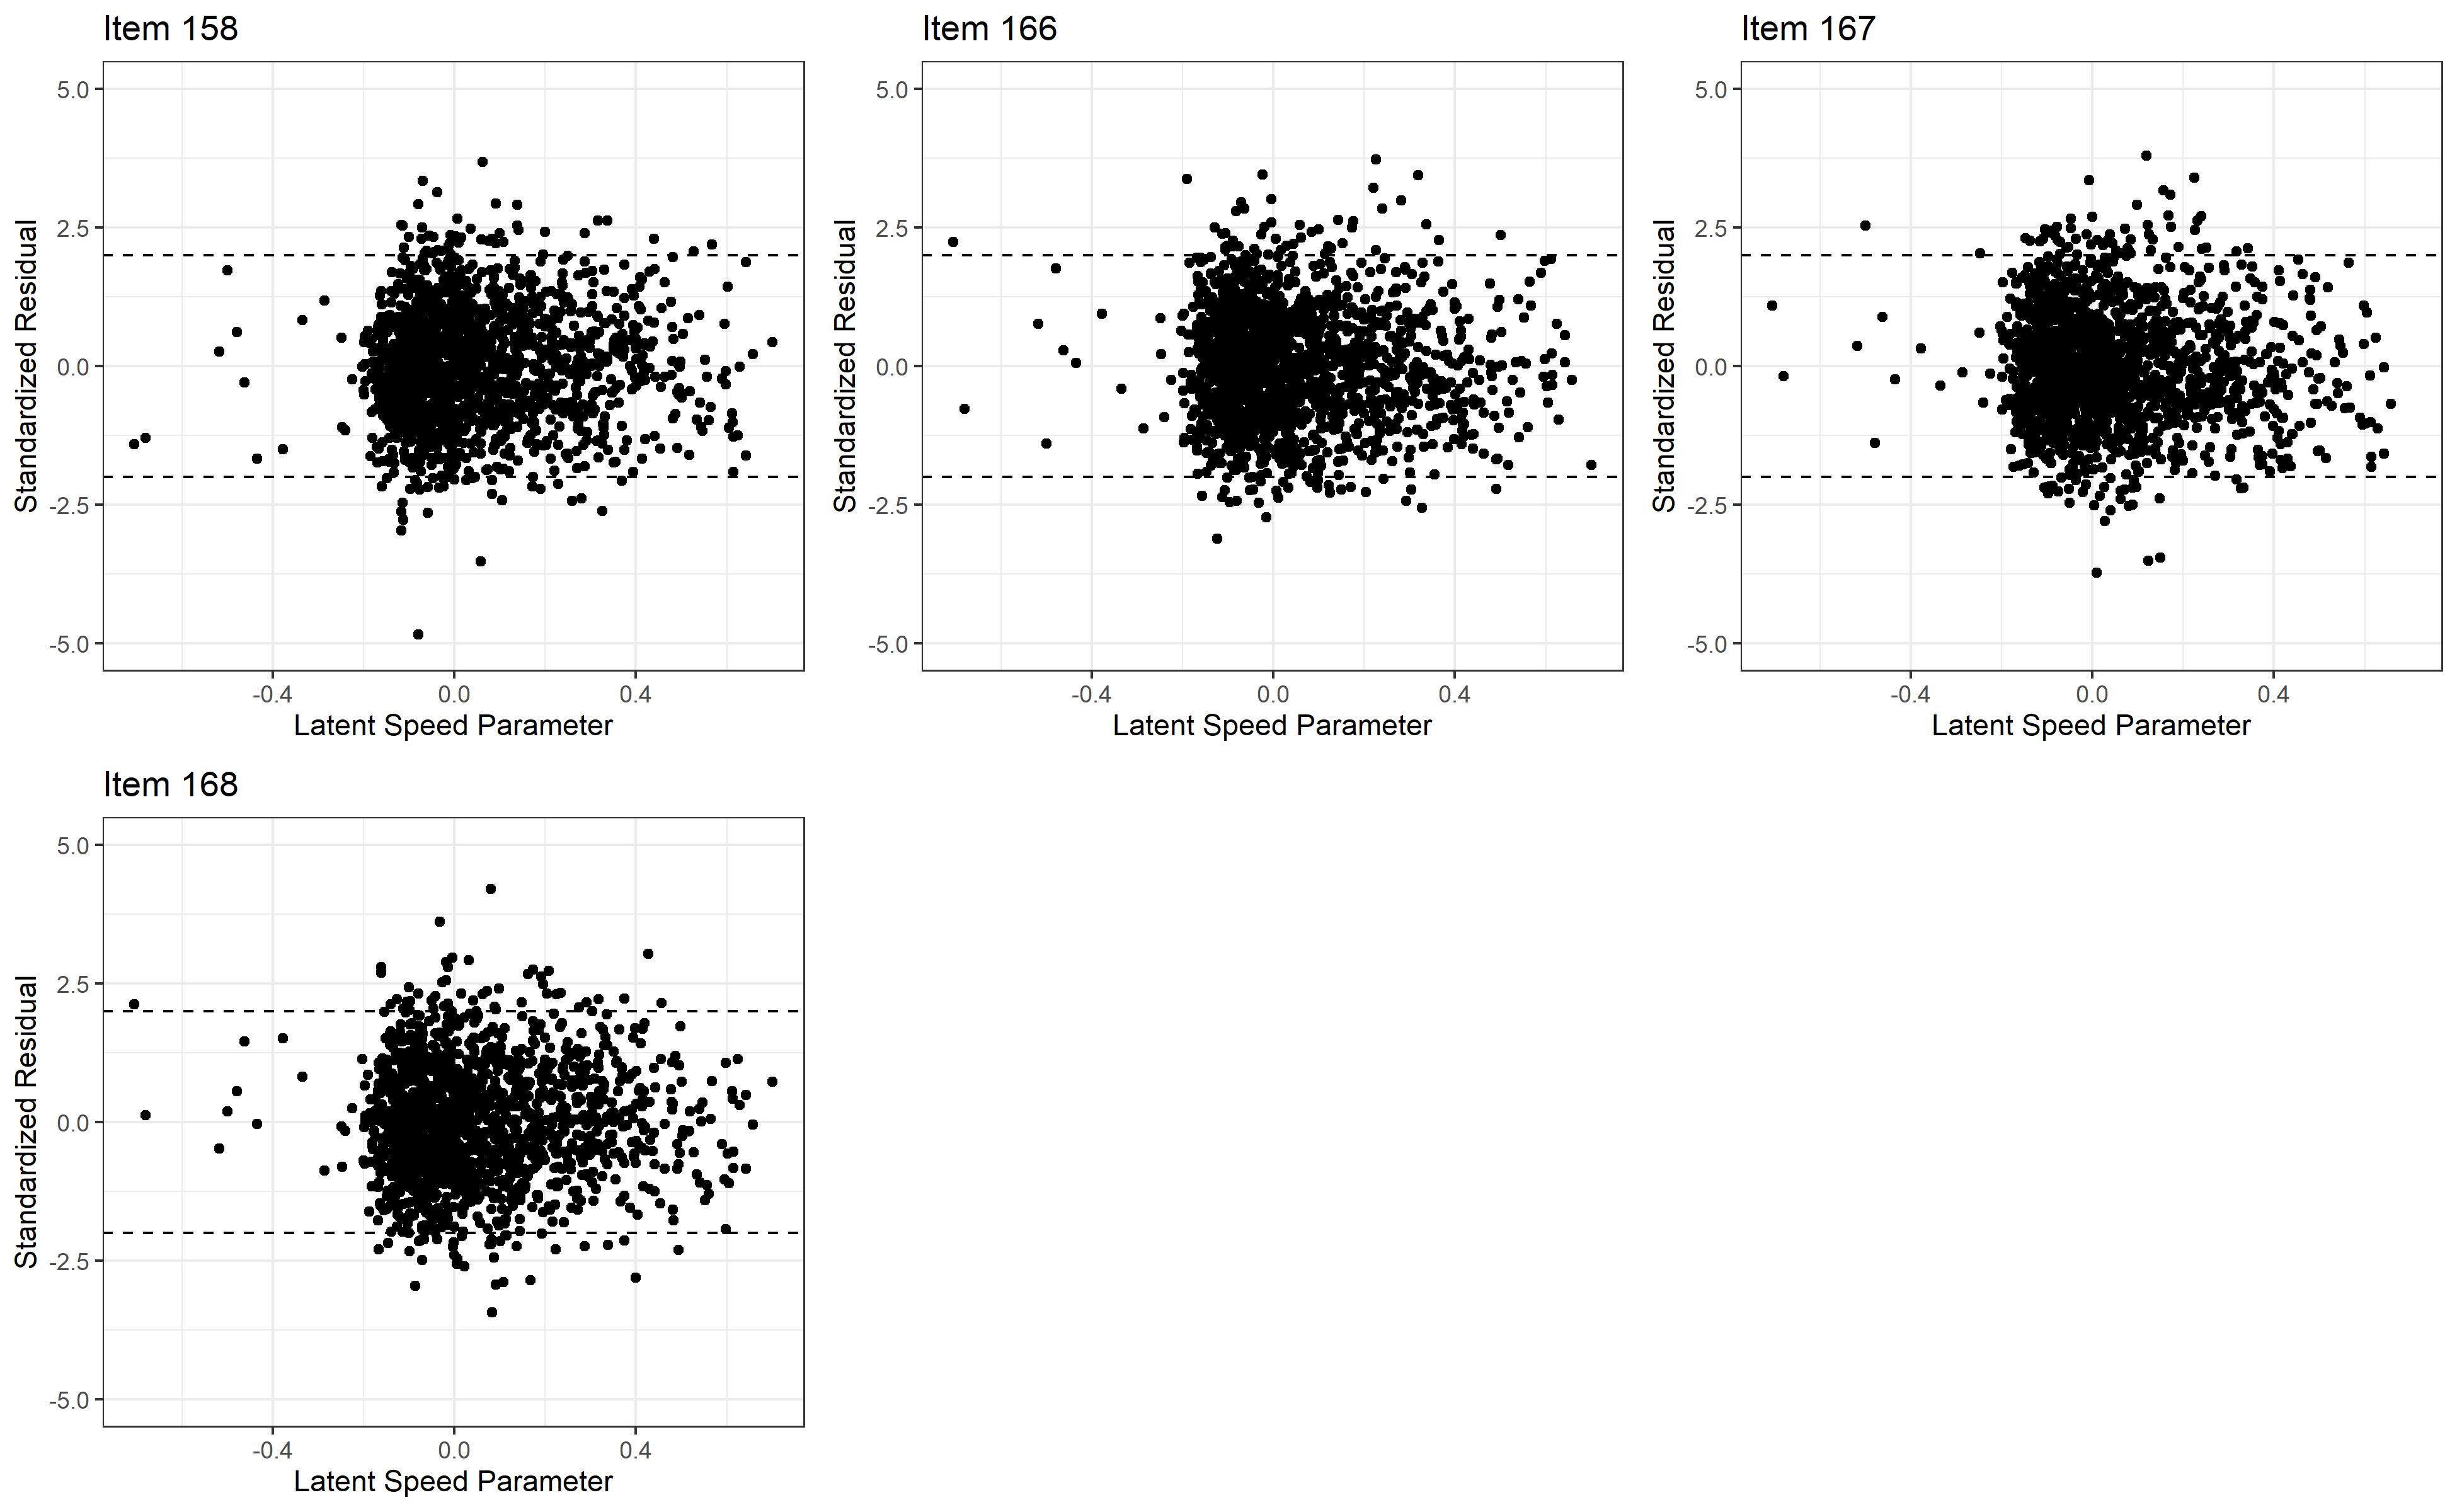 Item 158
5.0
2.5
0.0
-2.5
-5.0
Standardized Residual
-0.4 0.0 0.4
Latent Speed Parameter
Item 166
5.0
2.5
0.0
-2.5
-5.0
Standardized Residual
-0.4 0.0 0.4
Latent Speed Parameter
Item 167
5.0
2.5
0.0
-2.5
-5.0
Standardized Residual
-0.4 0.0 0.4
Latent Speed Parameter
Item 168
5.0
2.5
0.0
-2.5
-5.0
Standardized Residual
-0.4 0.0 0.4
Latent Speed Parameter